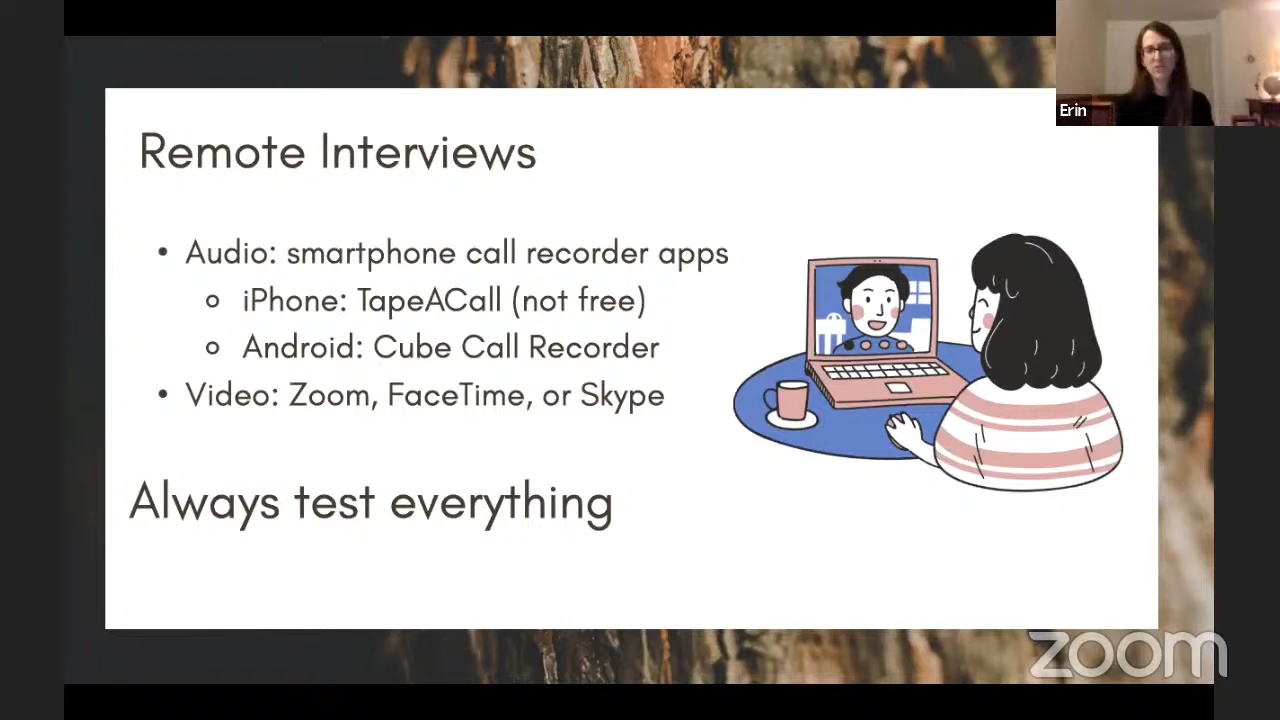 Erin
Remote Interviews
• Audio: smartphone call recorder apps
○ iPhone: TapeACall (not free)
○ Android: Cube Call Recorder
• Video: Zoom, FaceTime, or Skype
Always test everything
zoom